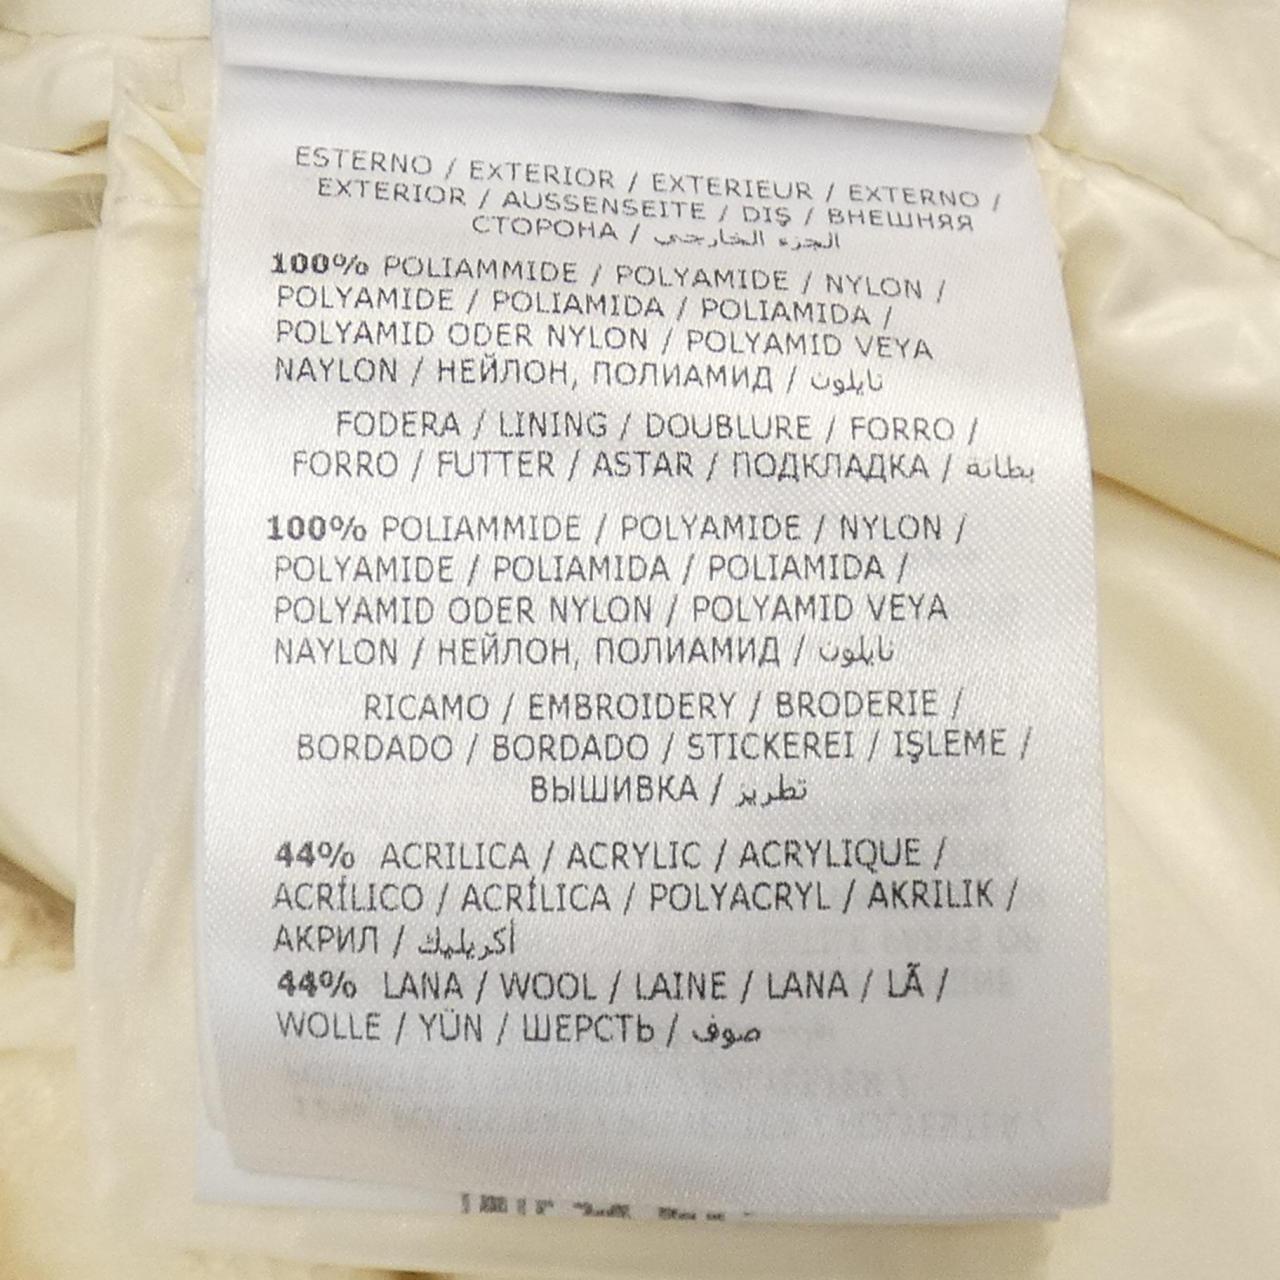 ESTERNO / EXTERIOR / EXTERIEUR / EXTERNO /
EXTERIOR / AUSSENSEITE / DIŞ / ВНЕШНЯЯ
СТОРОНА / الجزء الخارجي
100% POLIAMMIDE / POLYAMIDE / NYLON /
POLYAMIDE / POLIAMIDA / POLIAMIDA /
POLYAMID ODER NYLON / POLYAMID VEYA
NAYLON / НЕЙЛОН, ПОЛИАМИД / نايلون
FODERA / LINING / DOUBLURE / FORRO /
FORRO / FUTTER / ASTAR / ПОДКЛАДКА / بطانة
100% POLIAMMIDE / POLYAMIDE / NYLON /
POLYAMIDE / POLIAMIDA / POLIAMIDA /
POLYAMID ODER NYLON / POLYAMID VEYA
NAYLON / НЕЙЛОН, ПОЛИАМИД / نايلون
RICAMO / EMBROIDERY / BRODERIE /
BORDADO / BORDADO / STICKEREI / IŞLEME /
ВЫШИВКА / تطريز
44% ACRILICA / ACRYLIC / ACRYLIQUE /
ACRÍLICO / ACRÍLICA / POLYACRYL / AKRILIK /
АКРИЛ / أكريليك
44% LANA / WOOL / LAINE / LANA / LÃ /
WOLLE / YÜN / ШЕРСТЬ / صوف